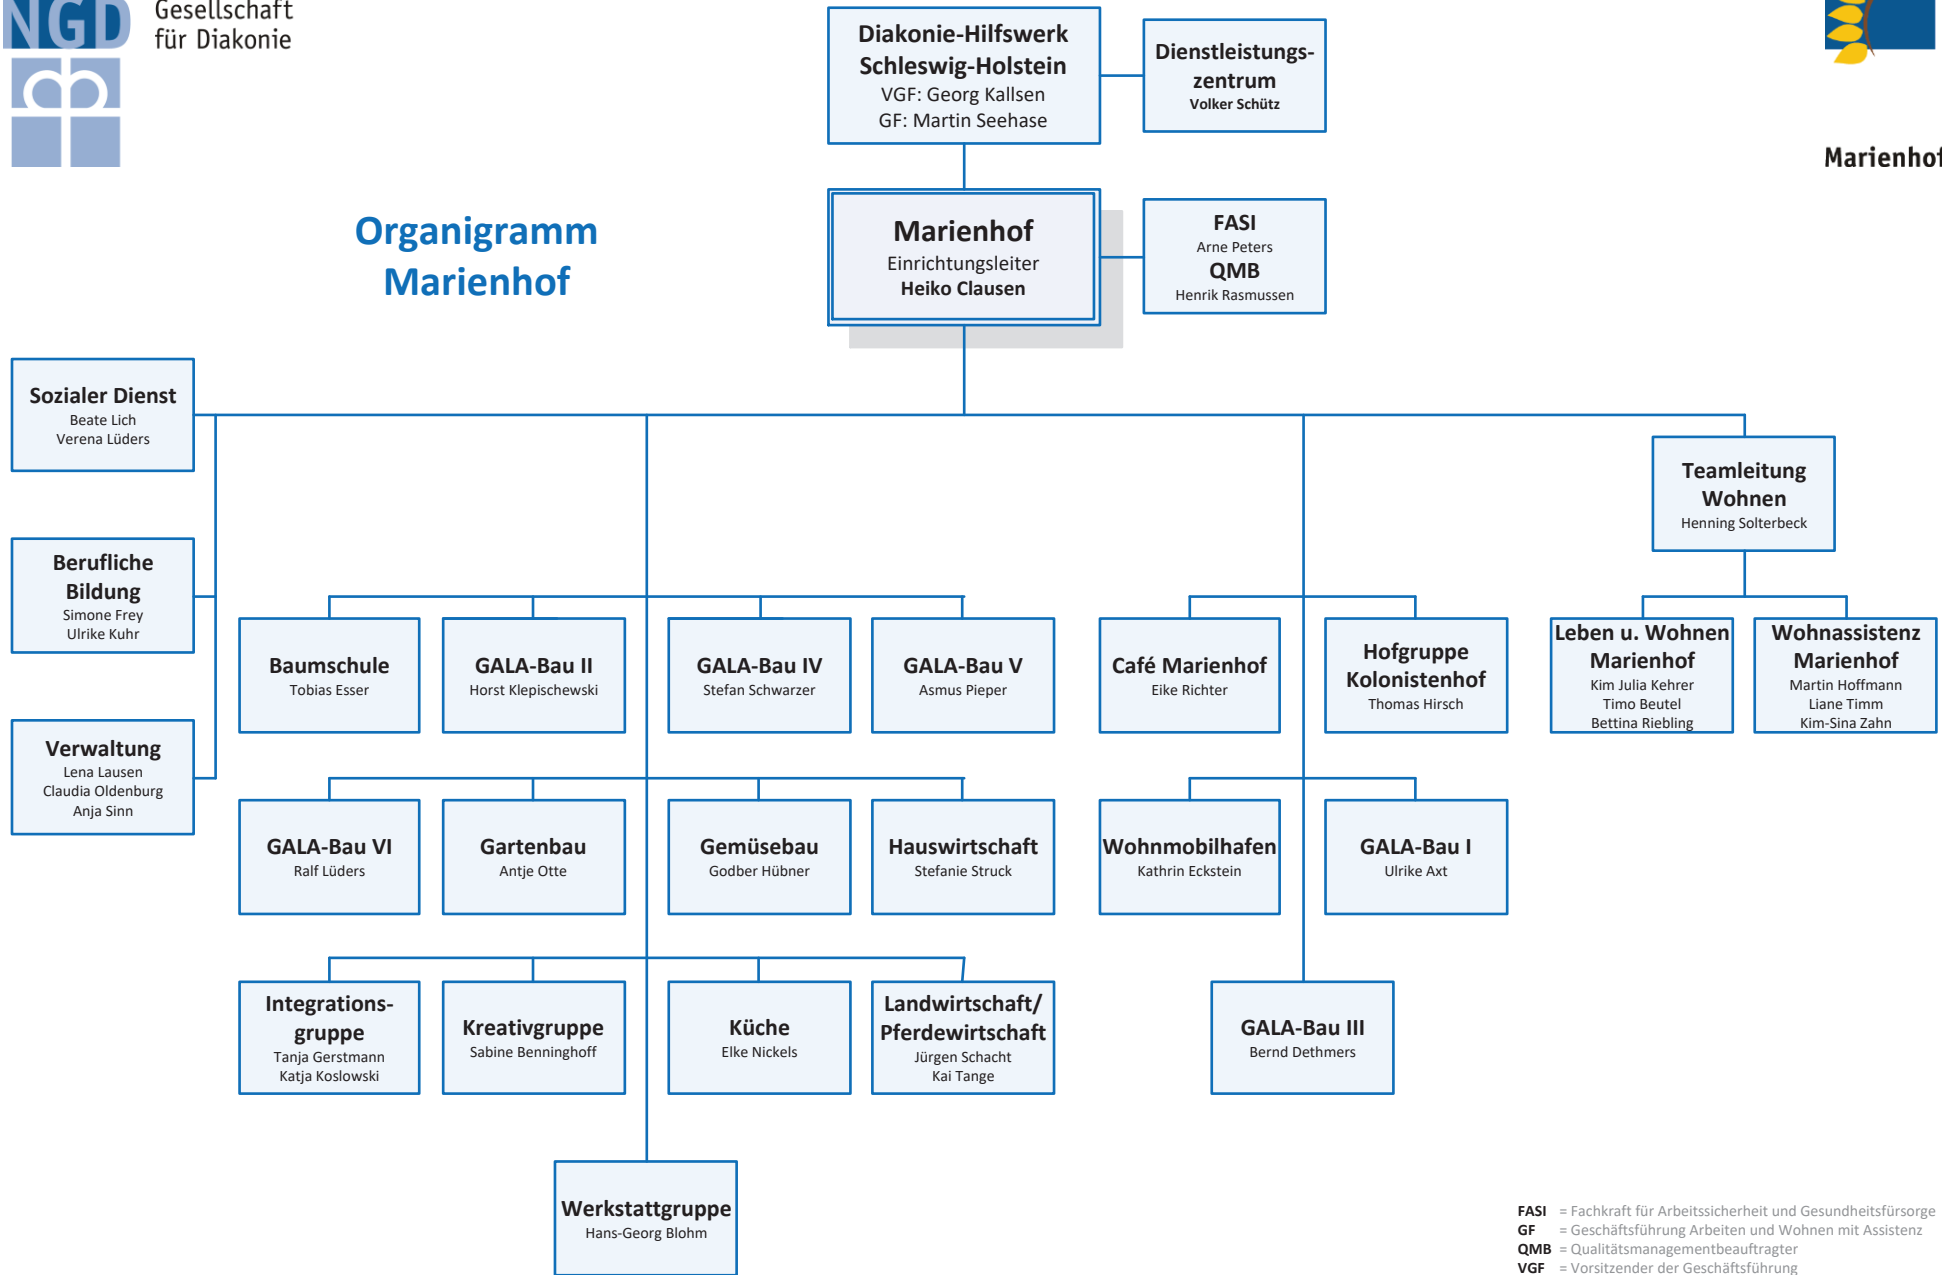 NGD
Gesellschaft
für Diakonie
Diakonie-Hilfswerk
Schleswig-Holstein
VGF: Georg Kallsen
GF: Martin Seehase
Dienstleistungs-
zentrum
Volker Schütz
Marienhof
Organigramm
Marienhof
Marienhof
Einrichtungsleiter
Heiko Clausen
FASI
Arne Peters
QMB
Henrik Rasmussen
Sozialer Dienst
Beate Lich
Verena Lüders
Teamleitung
Wohnen
Henning Solterbeck
Berufliche
Bildung
Simone Frey
Ulrike Kuhr
Baumschule
Tobias Esser
GALA-Bau II
Horst Klepischewski
GALA-Bau IV
Stefan Schwarzer
GALA-Bau V
Asmus Pieper
Café Marienhof
Eike Richter
Hofgruppe
Kolonistenhof
Thomas Hirsch
Leben u. Wohnen
Marienhof
Kim Julia Kehrer
Timo Beutel
Bettina Riebling
Wohnassistenz
Marienhof
Martin Hoffmann
Liane Timm
Kim-Sina Zahn
Verwaltung
Lena Lausen
Claudia Oldenburg
Anja Sinn
GALA-Bau VI
Ralf Lüders
Gartenbau
Antje Otte
Gemüsebau
Godber Hübner
Hauswirtschaft
Stefanie Struck
Wohnmobilhafen
Kathrin Eckstein
GALA-Bau I
Ulrike Axt
Integrations-
gruppe
Tanja Gerstmann
Katja Koslowski
Kreativgruppe
Sabine Benninghoff
Küche
Elke Nickels
Landwirtschaft/
Pferdewirtschaft
Jürgen Schacht
Kai Tange
GALA-Bau III
Bernd Dethmers
Werkstattgruppe
Hans-Georg Blohm
FASI = Fachkraft für Arbeitssicherheit und Gesundheitsfürsorge
GF = Geschäftsführung Arbeiten und Wohnen mit Assistenz
QMB = Qualitätsmanagementbeauftragter
VGF = Vorsitzender der Geschäftsführung